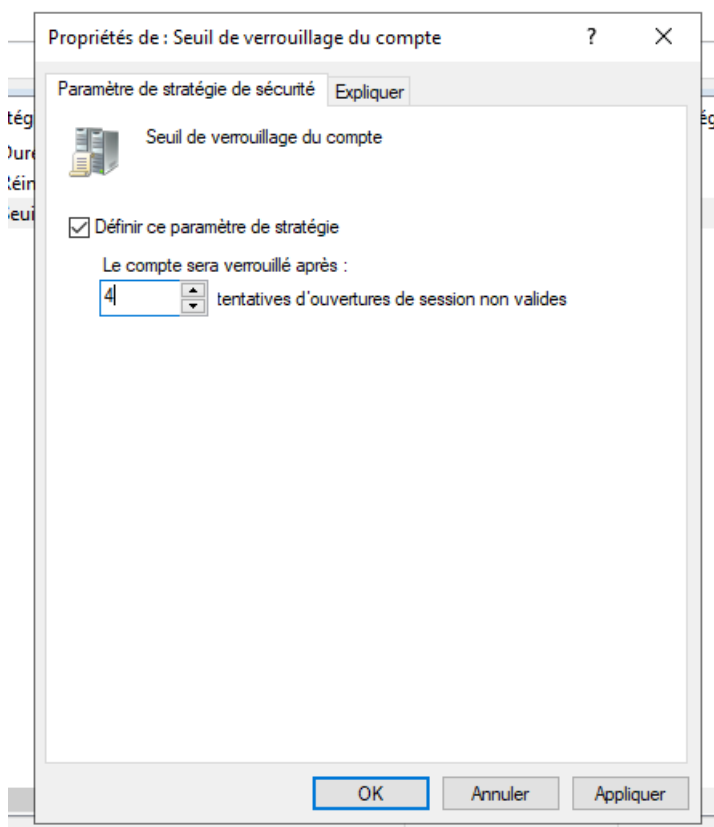 Propriétés de : Seuil de verrouillage du compte ? ✕
Paramètre de stratégie de sécurité Expliquer
Seuil de verrouillage du compte
Définir ce paramètre de stratégie
Le compte sera verrouillé après :
4 tentatives d'ouvertures de session non valides
OK Annuler Appliquer